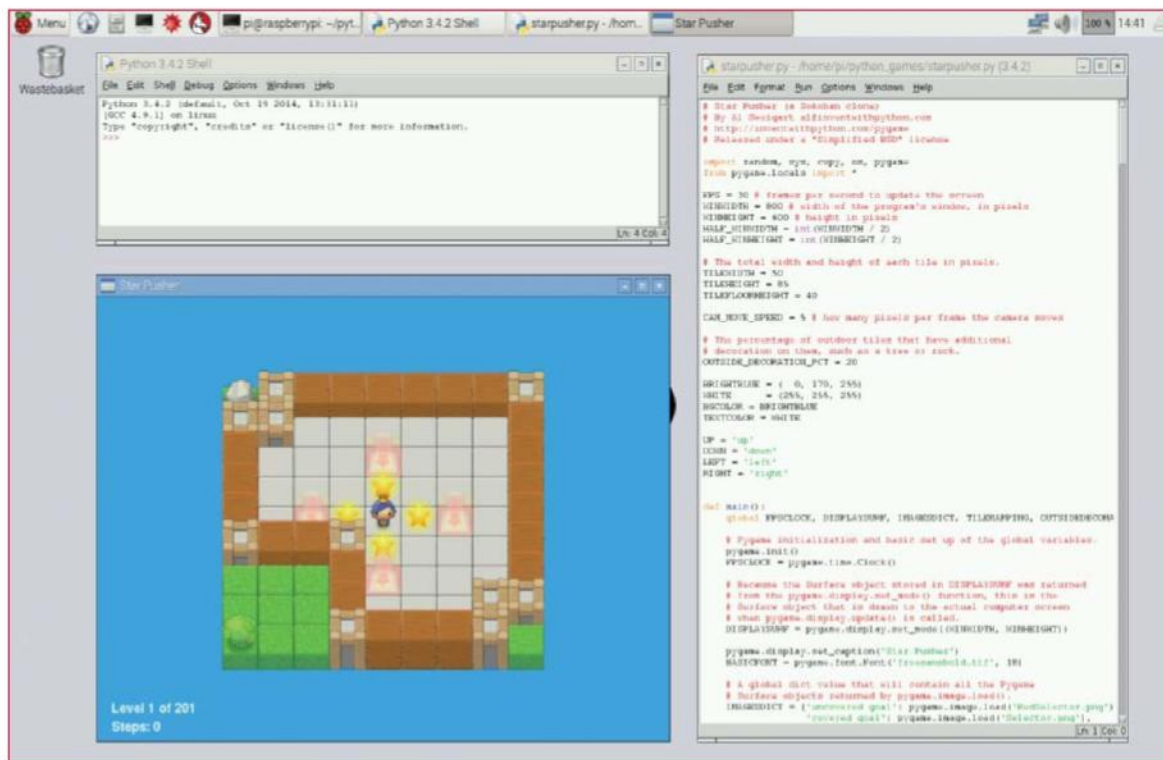 Menu
pi@raspberrypi: ~/pyt...
Python 3.4.2 Shell
starpusher.py - /hom...
Star Pusher
100 %
14:41
Wastebasket
Python 3.4.2 Shell
File Edit Shell Debug Options Windows Help
Python 3.4.2 (default, Oct 19 2014, 13:31:11)
[GCC 4.9.1] on linux
Type "copyright", "credits" or "license()" for more information.
>>>
Ln: 4 Col: 4
Star Pusher
Level 1 of 201
Steps: 0
starpusher.py - /home/pi/python_games/starpusher.py (3.4.2)
File Edit Format Run Options Windows Help
# Star Pusher (a Sokoban clone)
# By Al Sweigart al@inventwithpython.com
# http://inventwithpython.com/pygame
# Released under a "Simplified BSD" license
import random, sys, copy, os, pygame
from pygame.locals import *
FPS = 30 # frames per second to update the screen
WINWIDTH = 800 # width of the program's window, in pixels
WINHEIGHT = 600 # height in pixels
HALF_WINWIDTH = int(WINWIDTH / 2)
HALF_WINHEIGHT = int(WINHEIGHT / 2)
# The total width and height of each tile in pixels.
TILEWIDTH = 50
TILEHEIGHT = 85
TILEFLOORHEIGHT = 40
CAM_MOVE_SPEED = 5 # how many pixels per frame the camera moves
# The percentage of outdoor tiles that have additional
# decoration on them, such as a tree or rock.
OUTSIDE_DECORATION_PCT = 20
BRIGHTBLUE = ( 0, 170, 255)
WHITE = (255, 255, 255)
BGCOLOR = BRIGHTBLUE
TEXTCOLOR = WHITE
UP = 'up'
DOWN = 'down'
LEFT = 'left'
RIGHT = 'right'
def main():
global FPSCLOCK, DISPLAYSURF, IMAGESDICT, TILEMAPPING, OUTSIDEDECOMA
# Pygame initialization and basic set up of the global variables.
pygame.init()
FPSCLOCK = pygame.time.Clock()
# Because the Surface object stored in DISPLAYSURF was returned
# from the pygame.display.set_mode() function, this is the
# Surface object that is drawn to the actual computer screen
# when pygame.display.update() is called.
DISPLAYSURF = pygame.display.set_mode((WINWIDTH, WINHEIGHT))
pygame.display.set_caption('Star Pusher')
BASICFONT = pygame.font.Font('freesansbold.ttf', 18)
# A global dict value that will contain all the Pygame
# Surface objects returned by pygame.image.load().
IMAGESDICT = {'uncovered goal': pygame.image.load('RedSelector.png')
'covered goal': pygame.image.load('Selector.png'),
Ln: 1 Col: 0